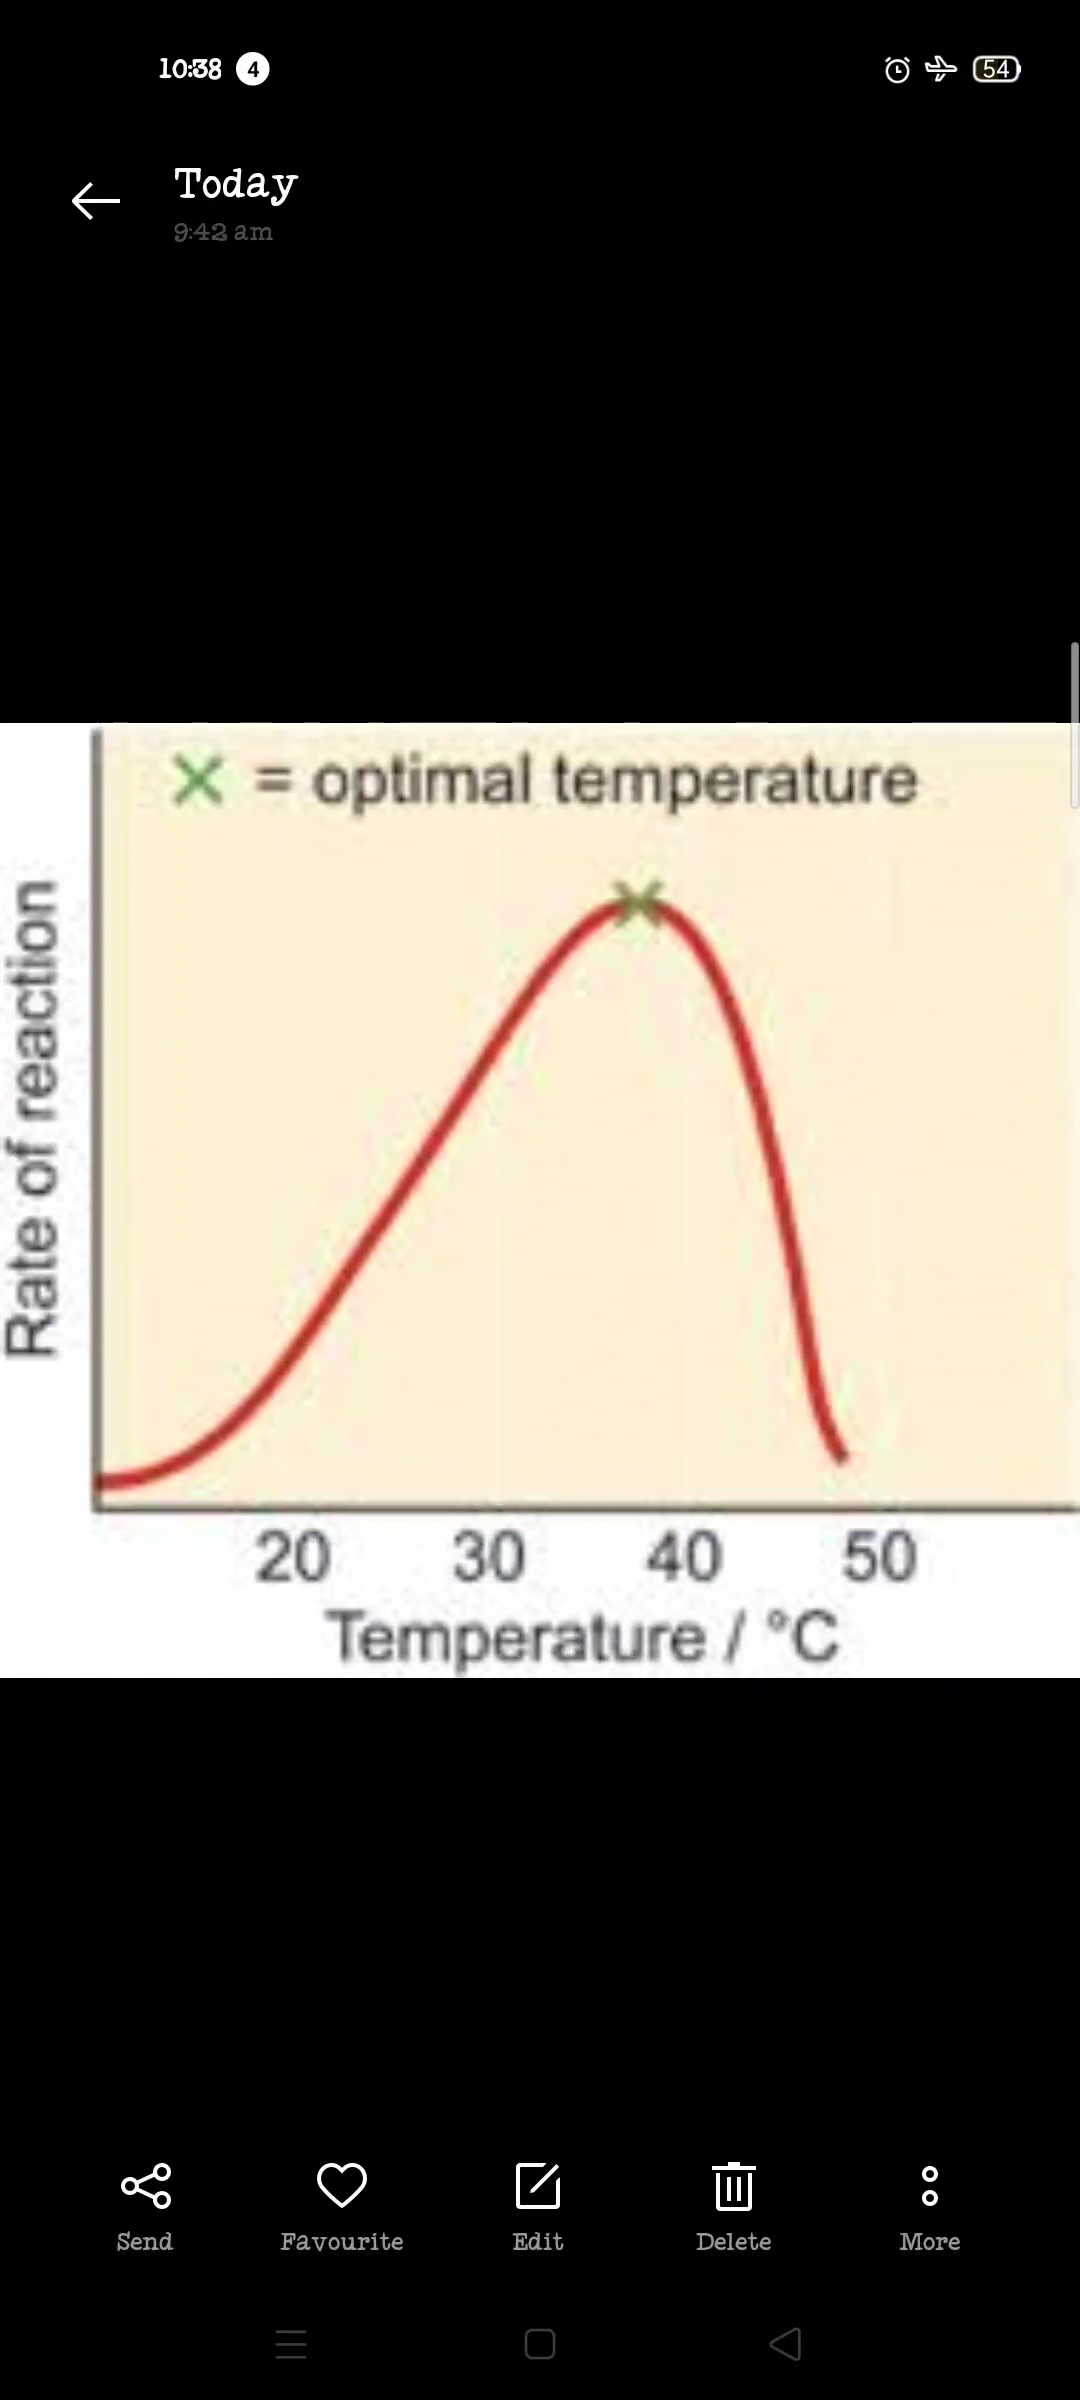 10:38 4 54
Today
9:42 am
× = optimal temperature
Rate of reaction
20 30 40 50
Temperature / °C
Send Favourite Edit Delete More